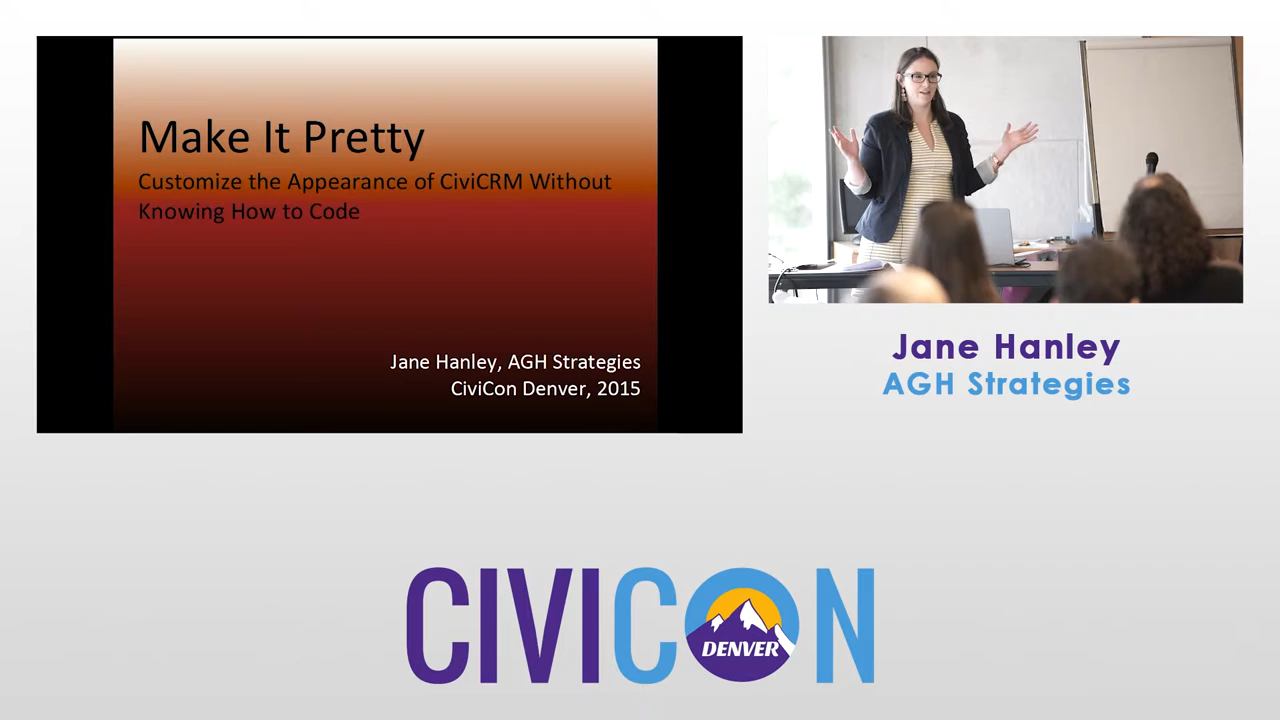 Make It Pretty
Customize the Appearance of CiviCRM Without
Knowing How to Code
Jane Hanley, AGH Strategies
CiviCon Denver, 2015
Jane Hanley
AGH Strategies
CIVICON
DENVER